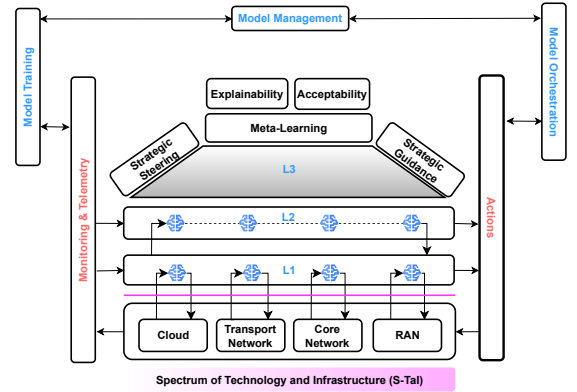 Model Management
Model Training
Model Orchestration
Explainability
Acceptability
Meta-Learning
Strategic
Steering
Strategic
Guidance
L3
Monitoring & Telemetry
Actions
L2
L1
Cloud
Transport
Network
Core
Network
RAN
Spectrum of Technology and Infrastructure (S-TaI)